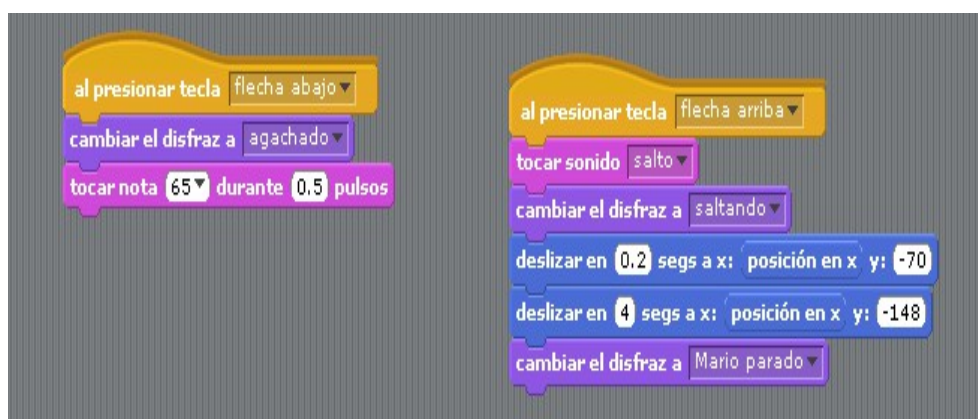 al presionar tecla flecha abajo
cambiar el disfraz a agachado
tocar nota 65 durante 0.5 pulsos
al presionar tecla flecha arriba
tocar sonido salto
cambiar el disfraz a saltando
deslizar en 0.2 segs a x: posición en x y: -70
deslizar en 4 segs a x: posición en x y: -148
cambiar el disfraz a Mario parado